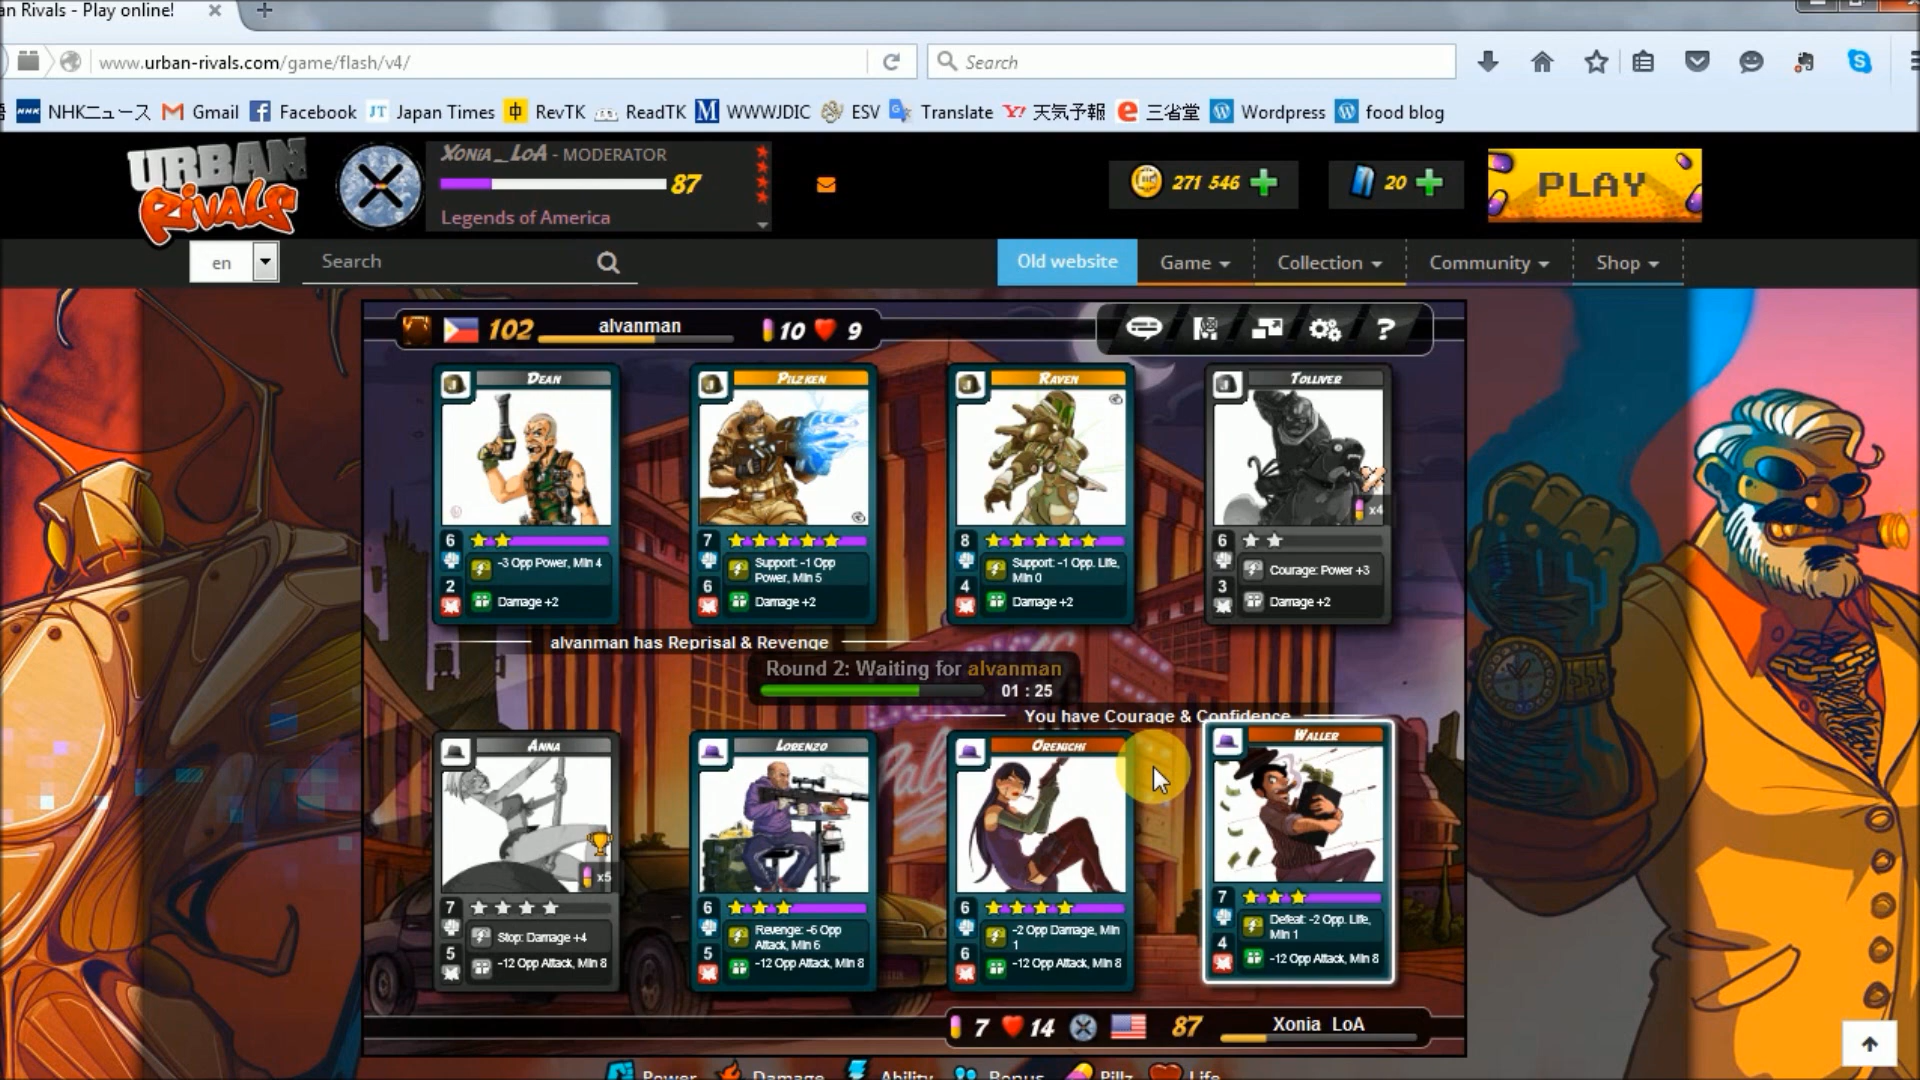 an Rivals - Play online!
www.urban-rivals.com/game/flash/v4/
Search
NHKニュース Gmail Facebook JT Japan Times RevTK ReadTK M WWWJDIC ESV Translate 天気予報 三省堂 Wordpress food blog
URBAN RIVALS
Xonia_LoA - MODERATOR
87
Legends of America
271 546
20
PLAY
en
Search
Old website Game Collection Community Shop
102 alvanman 10 9
?
Dean
Pilzken
Raven
Tolliver
x4
6
-3 Opp Power, Min 4
2
Damage +2
7
Support: -1 Opp
Power, Min 5
6
Damage +2
8
Support: -1 Opp. Life,
Min 0
4
Damage +2
6
Courage: Power +3
3
Damage +2
alvanman has Reprisal & Revenge
Round 2: Waiting for alvanman
01 : 25
You have Courage & Confidence
Anna
Lorenzo
Orenichi
Waller
x5
7
Stop: Damage +4
5
-12 Opp Attack, Min 8
6
Revenge: -6 Opp
Attack, Min 6
5
-12 Opp Attack, Min 8
6
-2 Opp Damage, Min
1
6
-12 Opp Attack, Min 8
7
Defeat: -2 Opp. Life,
Min 1
4
-12 Opp Attack, Min 8
7 14 87 Xonia LoA
Power Damage Ability Bonus Pillz Life